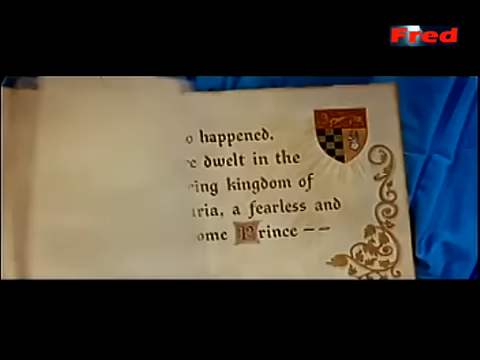 Fred
o happened.
e dwelt in the
ring kingdom of
ria, a fearless and
ome Prince --